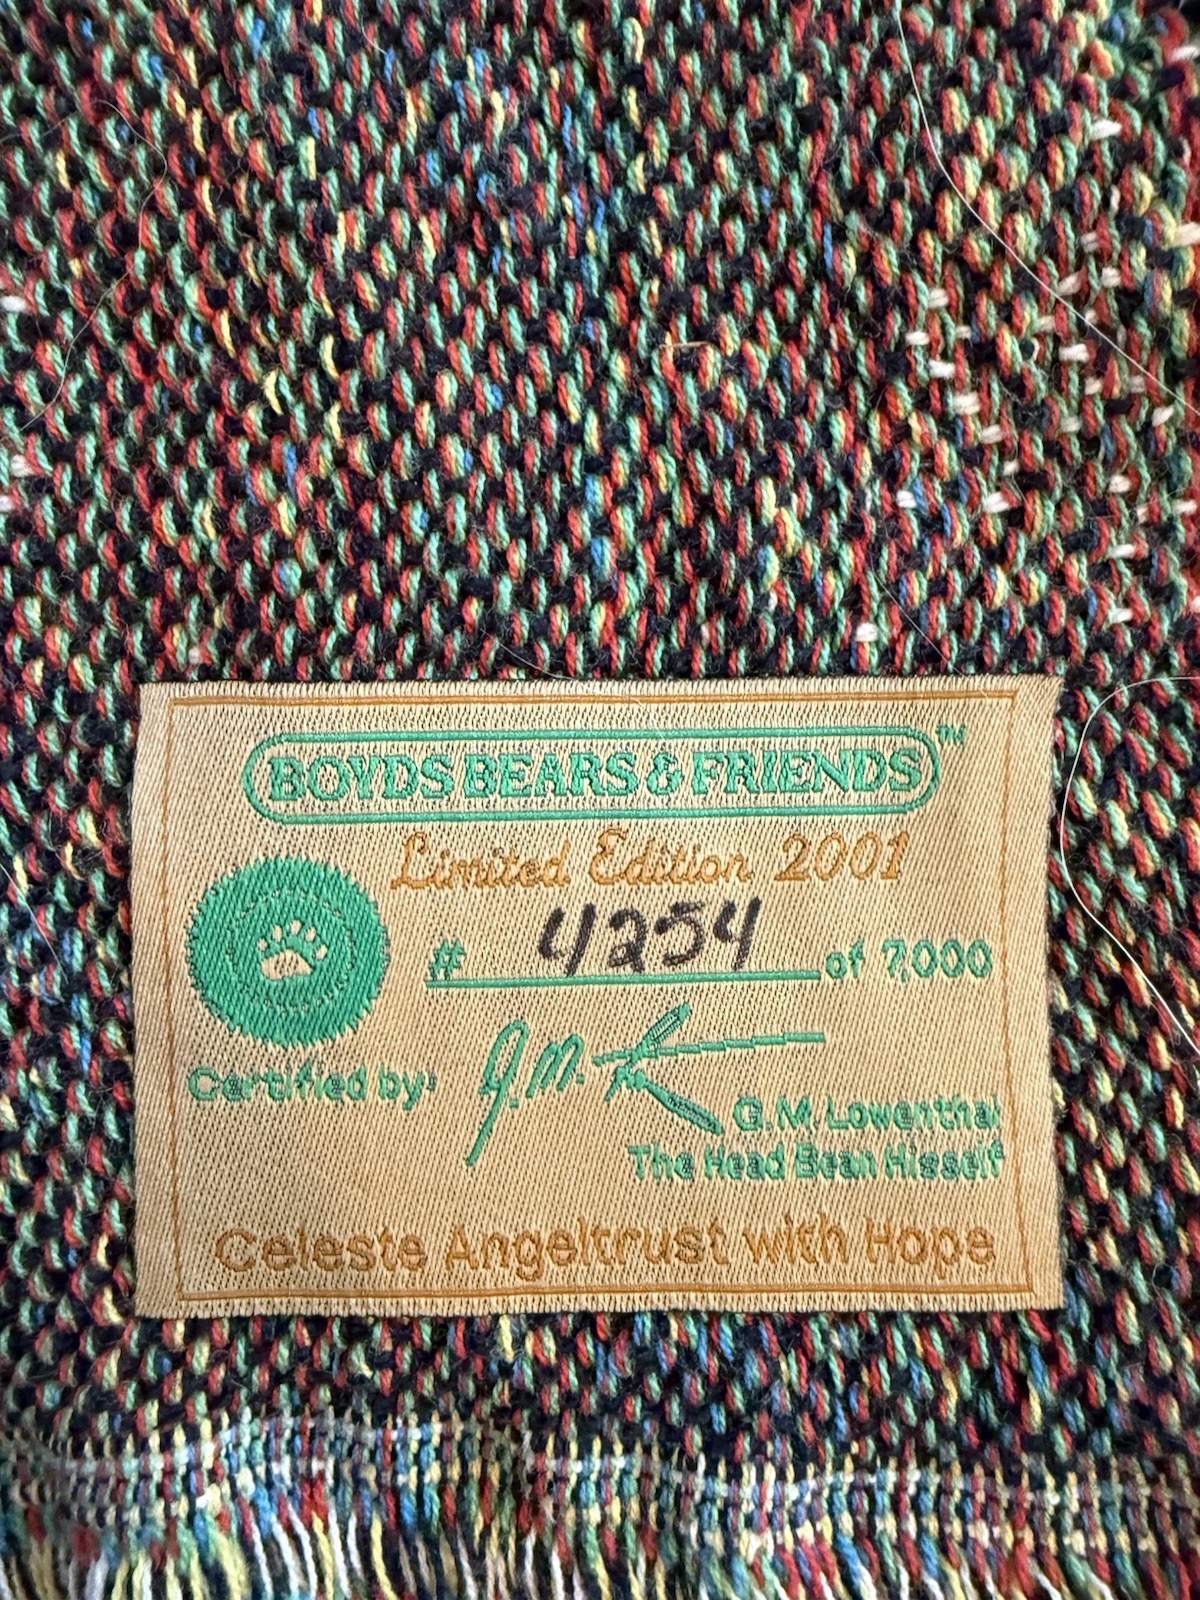 BOYDS BEARS & FRIENDS™
Limited Edition 2001
# 4254 of 7,000
Certified by: G.M.
G.M. Lowenthal
The Head Bean Hisself
Celeste Angeltrust with Hope